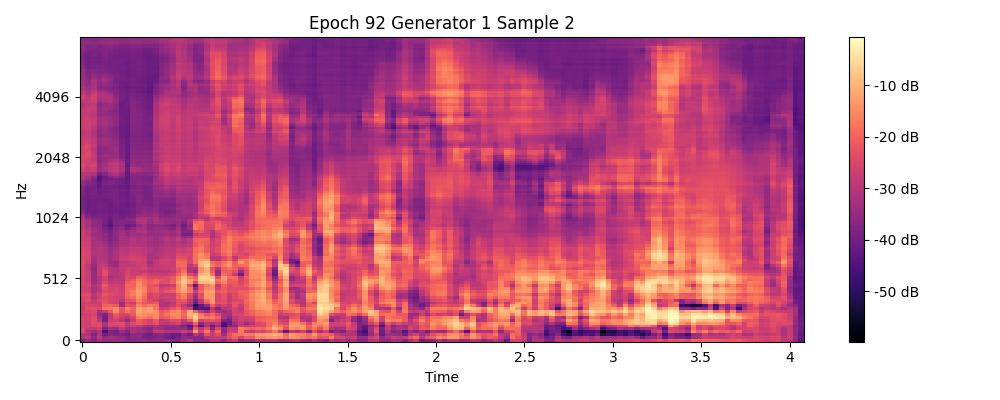 Epoch 92 Generator 1 Sample 2
Hz
4096
2048
1024
512
0
0 0.5 1 1.5 2 2.5 3 3.5 4
Time
-10 dB
-20 dB
-30 dB
-40 dB
-50 dB